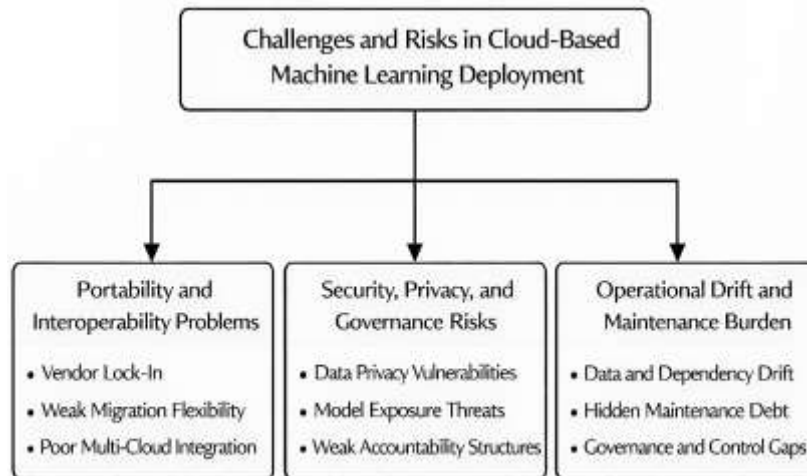 Challenges and Risks in Cloud-Based
Machine Learning Deployment
Portability and
Interoperability Problems
• Vendor Lock-In
• Weak Migration Flexibility
• Poor Multi-Cloud Integration
Security, Privacy, and
Governance Risks
• Data Privacy Vulnerabilities
• Model Exposure Threats
• Weak Accountability Structures
Operational Drift and
Maintenance Burden
• Data and Dependency Drift
• Hidden Maintenance Debt
• Governance and Control Gaps